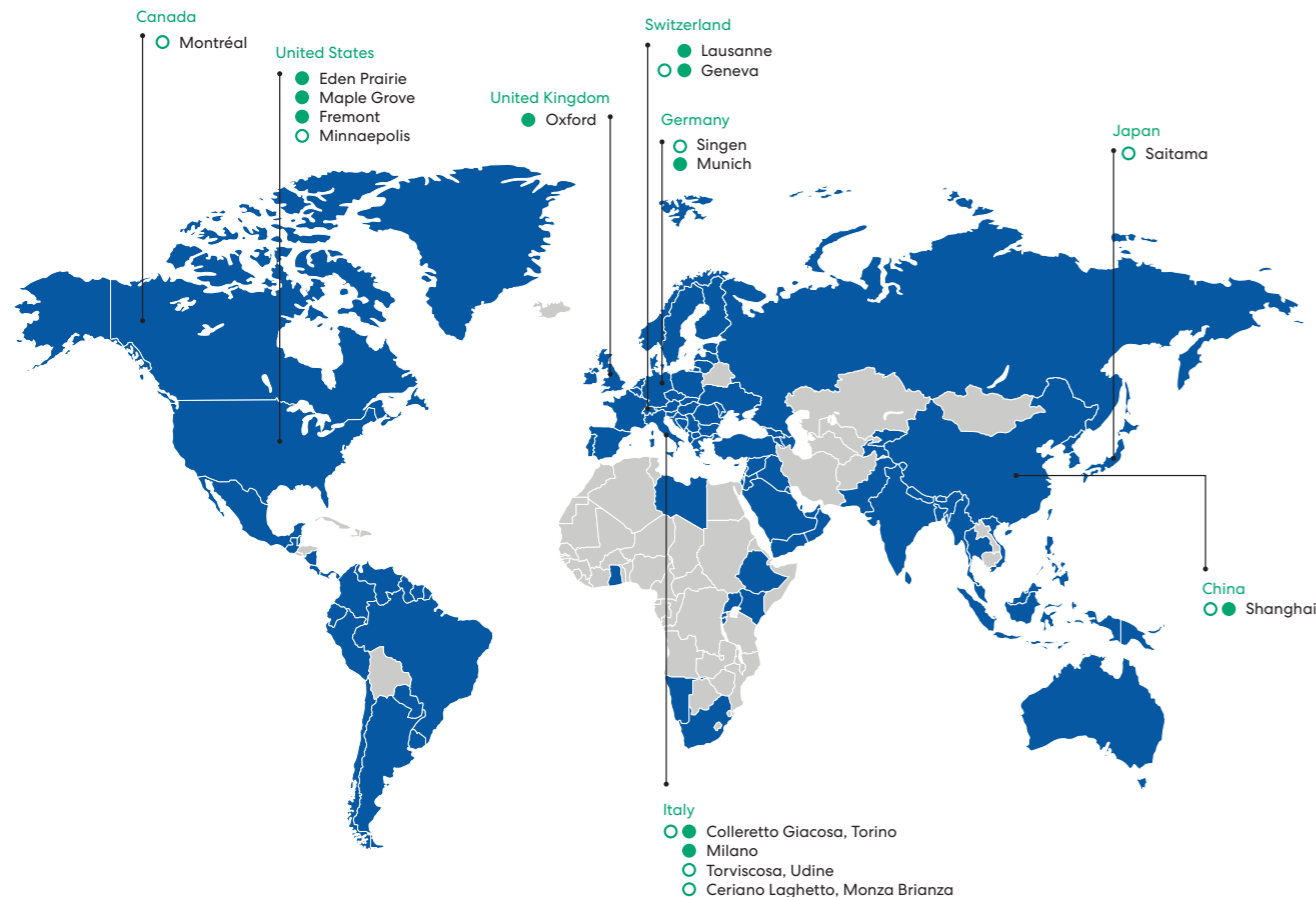 Canada
Montréal
United States
Eden Prairie
Maple Grove
Fremont
Minnaepolis
United Kingdom
Oxford
Switzerland
Lausanne
Geneva
Germany
Singen
Munich
Japan
Saitama
China
Shanghai
Italy
Colleretto Giacosa, Torino
Milano
Torviscosa, Udine
Ceriano Laghetto, Monza Brianza